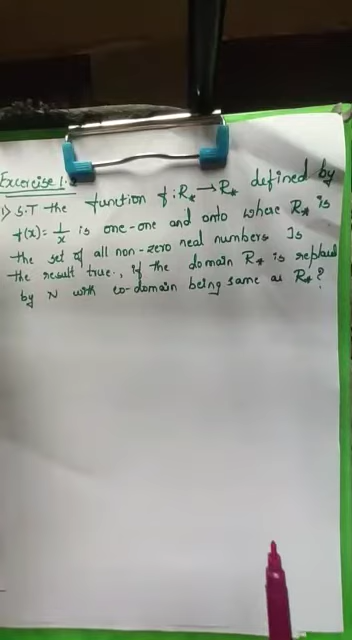 Excercise 1.2
1) S.T the function f: R* → R* defined by
f(x) = 1/x is one-one and onto where R* is
the set of all non-zero real numbers. Is
the result true., if the domain R* is replaced
by N with co-domain being same as R*?